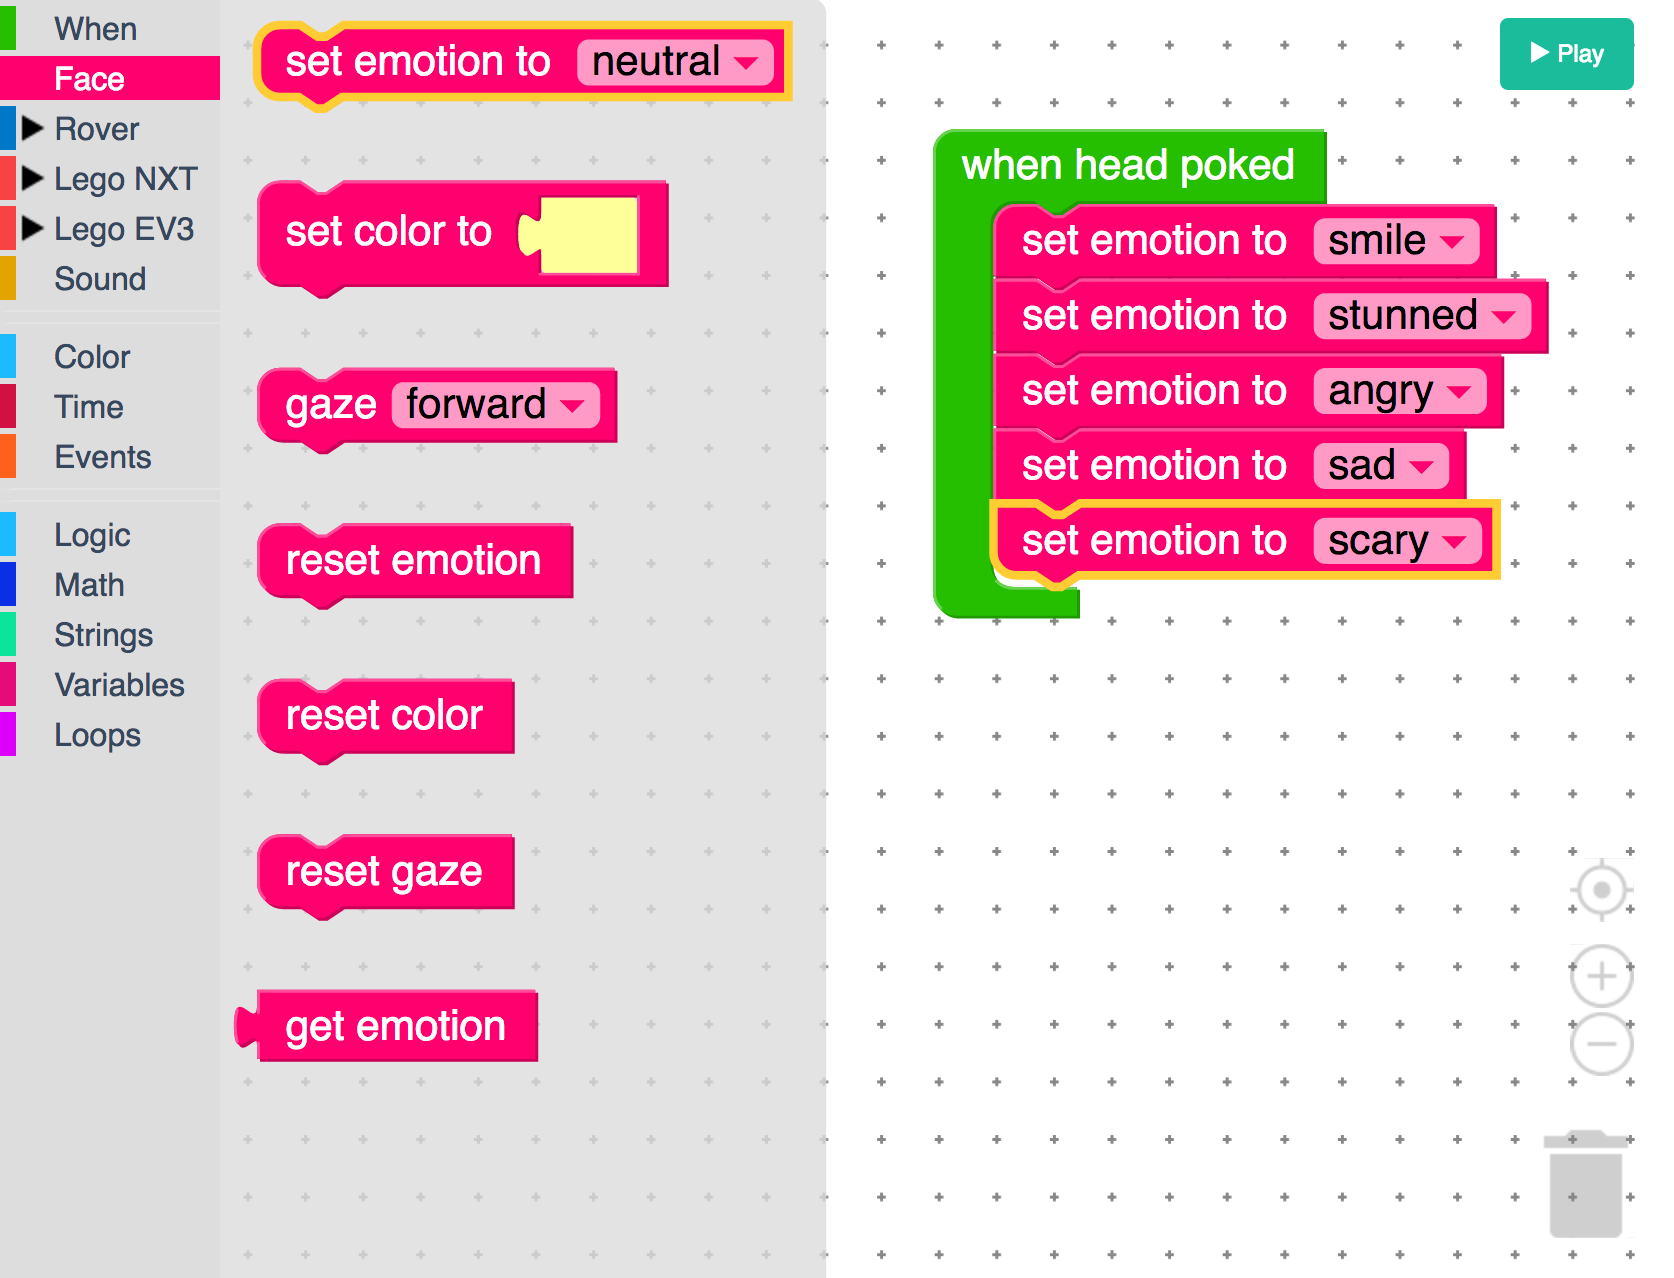 When
Face
Rover
Lego NXT
Lego EV3
Sound
Color
Time
Events
Logic
Math
Strings
Variables
Loops
set emotion to neutral
set color to
gaze forward
reset emotion
reset color
reset gaze
get emotion
Play
when head poked
set emotion to smile
set emotion to stunned
set emotion to angry
set emotion to sad
set emotion to scary